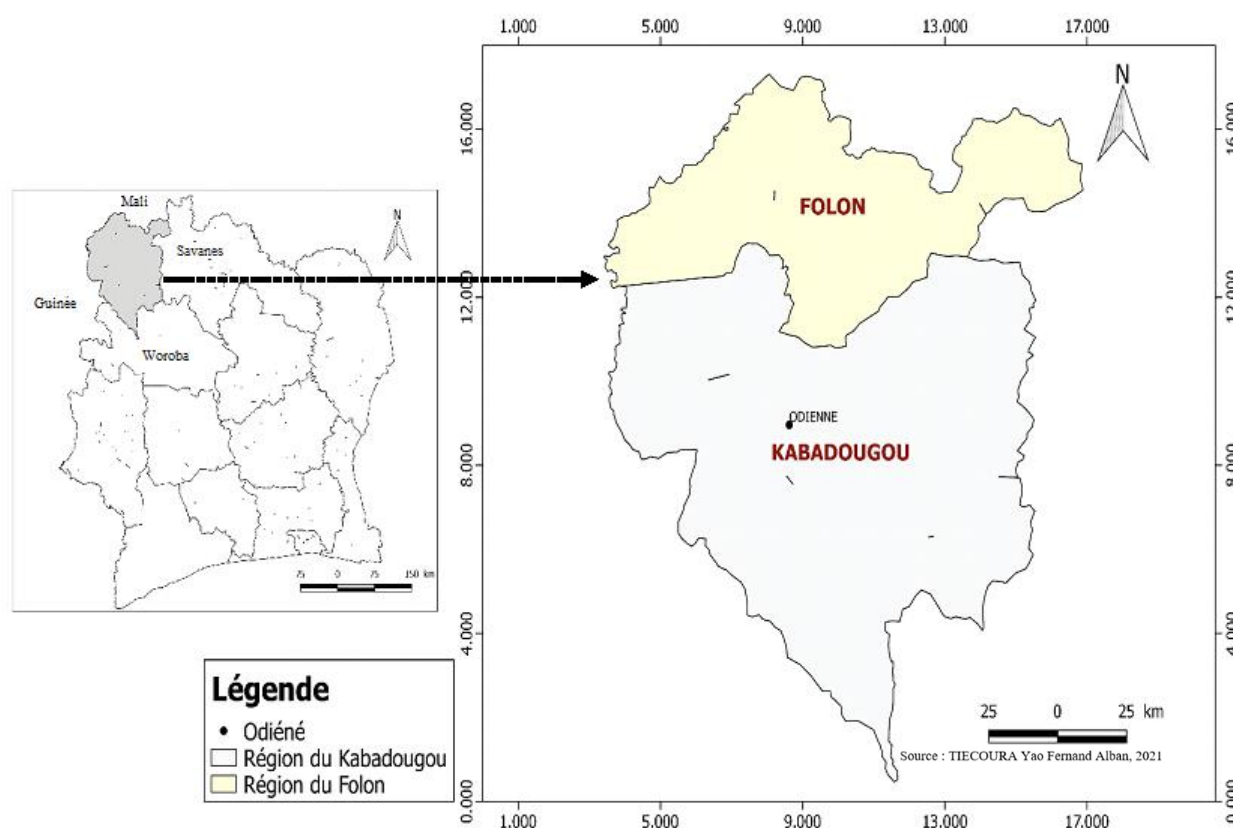 Mali
N
Savanes
Guinée
Woroba
75 0 75 150 km
Légende
Odiéné
Région du Kabadougou
Région du Folon
1.000 5.000 9.000 13.000 17.000
16.000
12.000
8.000
4.000
0.000
N
FOLON
ODIENNE
KABADOUGOU
25 0 25 km
Source : TIECOURA Yao Fernand Alban, 2021
16.000
12.000
8.000
4.000
0.000
1.000 5.000 9.000 13.000 17.000